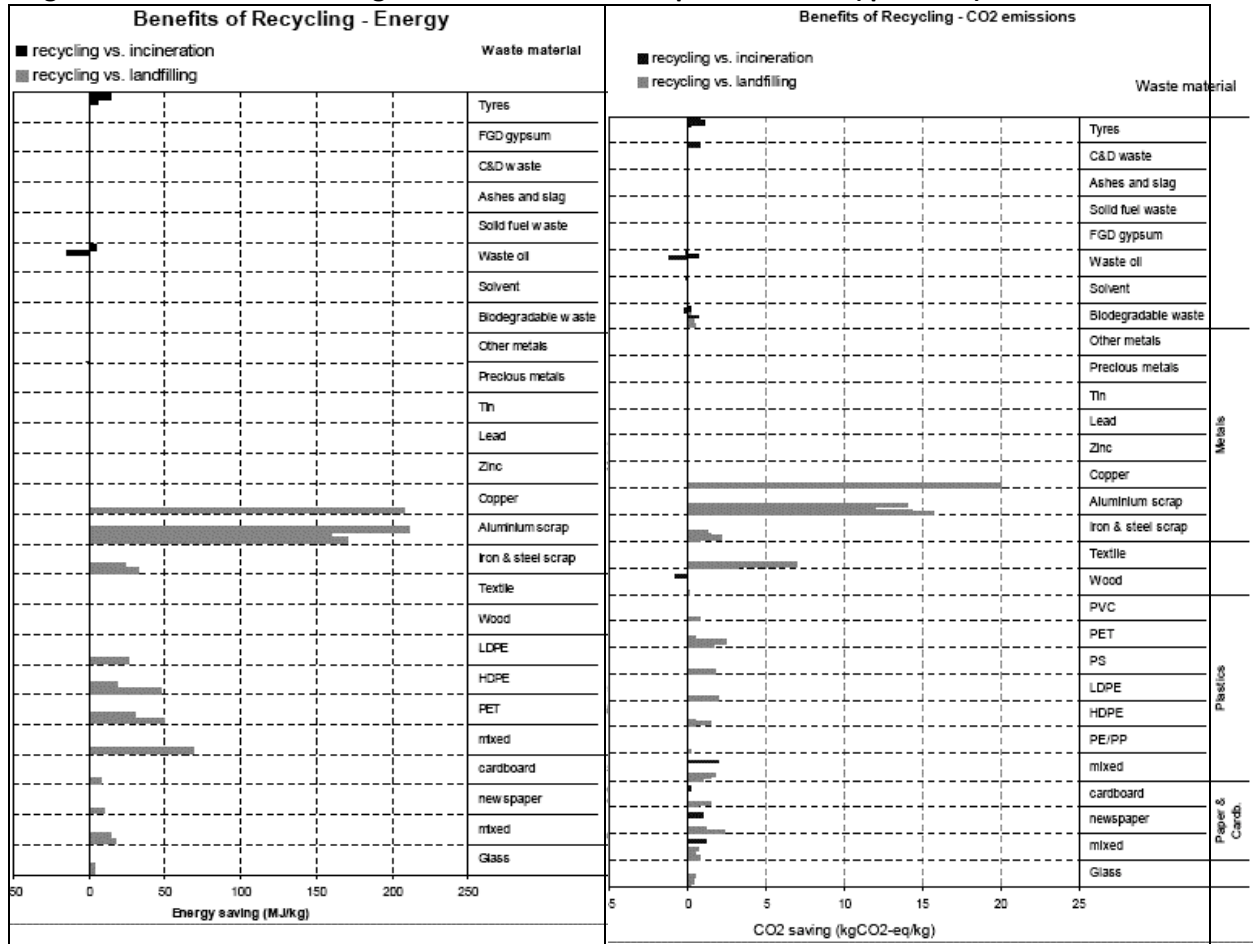 Benefits of Recycling - Energy
■ recycling vs. incineration
■ recycling vs. landfilling
Waste material
Tyres
FGD gypsum
C&D waste
Ashes and slag
Solid fuel waste
Waste oil
Solvent
Biodegradable waste
Other metals
Precious metals
Tin
Lead
Zinc
Copper
Aluminium scrap
Iron & steel scrap
Textile
Wood
LDPE
HDPE
PET
mixed
cardboard
newspaper
mixed
Glass
50 0 50 100 150 200 250
Energy saving (MJ/kg)
Benefits of Recycling - CO2 emissions
■ recycling vs. incineration
■ recycling vs. landfilling
Waste material
Tyres
C&D waste
Ashes and slag
Solid fuel waste
FGD gypsum
Waste oil
Solvent
Biodegradable waste
Other metals
Precious metals
Tin
Lead
Zinc
Copper
Aluminium scrap
Iron & steel scrap
Metals
Textile
Wood
PVC
PET
PS
LDPE
HDPE
PE/PP
mixed
Plastics
cardboard
newspaper
mixed
Paper &
Cardb.
Glass
5 0 5 10 15 20 25
CO2 saving (kgCO2-eq/kg)